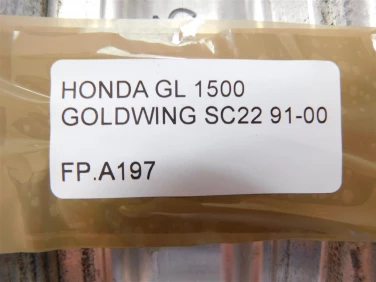 HONDA GL 1500
GOLDWING SC22 91-00
FP.A197